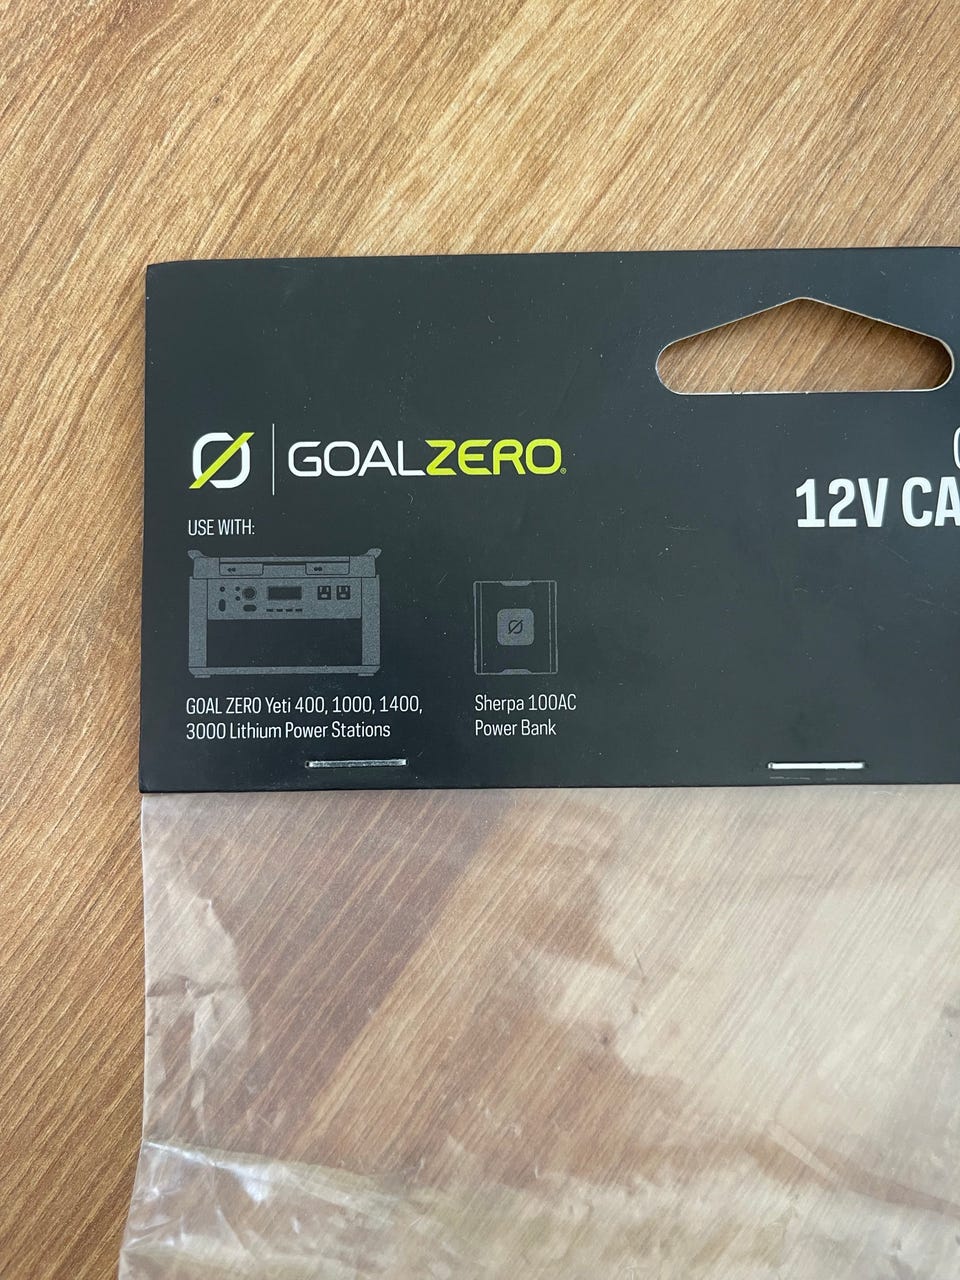 GOALZERO®
12V CA
USE WITH:
GOAL ZERO Yeti 400, 1000, 1400,
3000 Lithium Power Stations
Sherpa 100AC
Power Bank